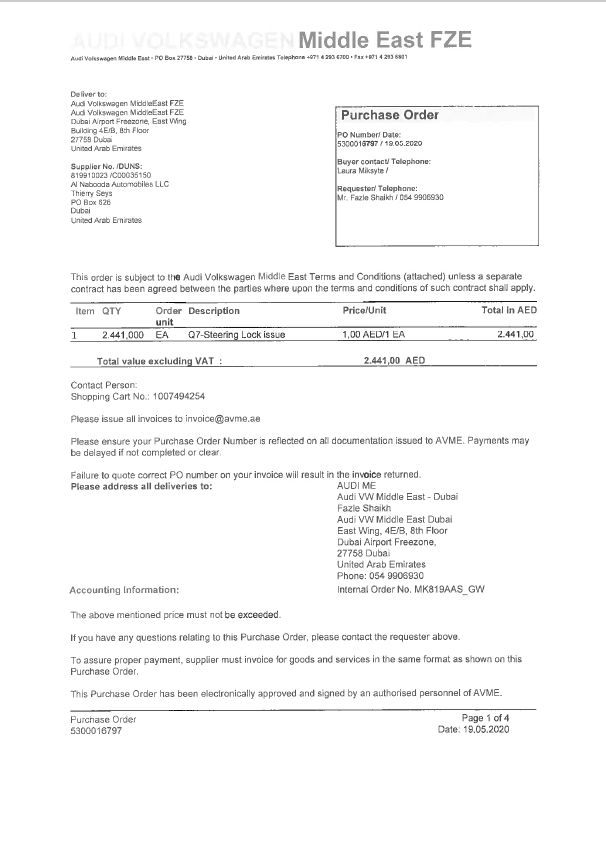 AUDI VOLKSWAGEN Middle East FZE
Audi Volkswagen Middle East • PO Box 27758 • Dubai • United Arab Emirates Telephone +971 4 293 6700 • Fax +971 4 293 6801
Deliver to:
Audi Volkswagen MiddleEast FZE
Audi Volkswagen MiddleEast FZE
Dubai Airport Freezone, East Wing
Building 4E/B, 8th Floor
27758 Dubai
United Arab Emirates
Supplier No. /DUNS:
819910023 /C00035150
Al Nabooda Automobiles LLC
Thierry Seys
PO Box 626
Dubai
United Arab Emirates
Purchase Order
PO Number/ Date:
5300016797 / 19.05.2020
Buyer contact/ Telephone:
Laura Miksyte /
Requester/ Telephone:
Mr. Fazle Shaikh / 054 9906930
This order is subject to the Audi Volkswagen Middle East Terms and Conditions (attached) unless a separate
contract has been agreed between the parties where upon the terms and conditions of such contract shall apply.
Item QTY Order unit Description Price/Unit Total in AED
1 2.441,000 EA Q7-Steering Lock issue 1,00 AED/1 EA 2.441,00
Total value excluding VAT : 2.441,00 AED
Contact Person:
Shopping Cart No.: 1007494254
Please issue all invoices to invoice@avme.ae
Please ensure your Purchase Order Number is reflected on all documentation issued to AVME. Payments may
be delayed if not completed or clear.
Failure to quote correct PO number on your invoice will result in the invoice returned.
Please address all deliveries to:
AUDI ME
Audi VW Middle East - Dubai
Fazle Shaikh
Audi VW Middle East Dubai
East Wing, 4E/B, 8th Floor
Dubai Airport Freezone,
27758 Dubai
United Arab Emirates
Phone: 054 9906930
Accounting Information: Internal Order No. MK819AAS_GW
The above mentioned price must not be exceeded.
If you have any questions relating to this Purchase Order, please contact the requester above.
To assure proper payment, supplier must invoice for goods and services in the same format as shown on this
Purchase Order.
This Purchase Order has been electronically approved and signed by an authorised personnel of AVME.
Purchase Order Page 1 of 4
5300016797 Date: 19.05.2020